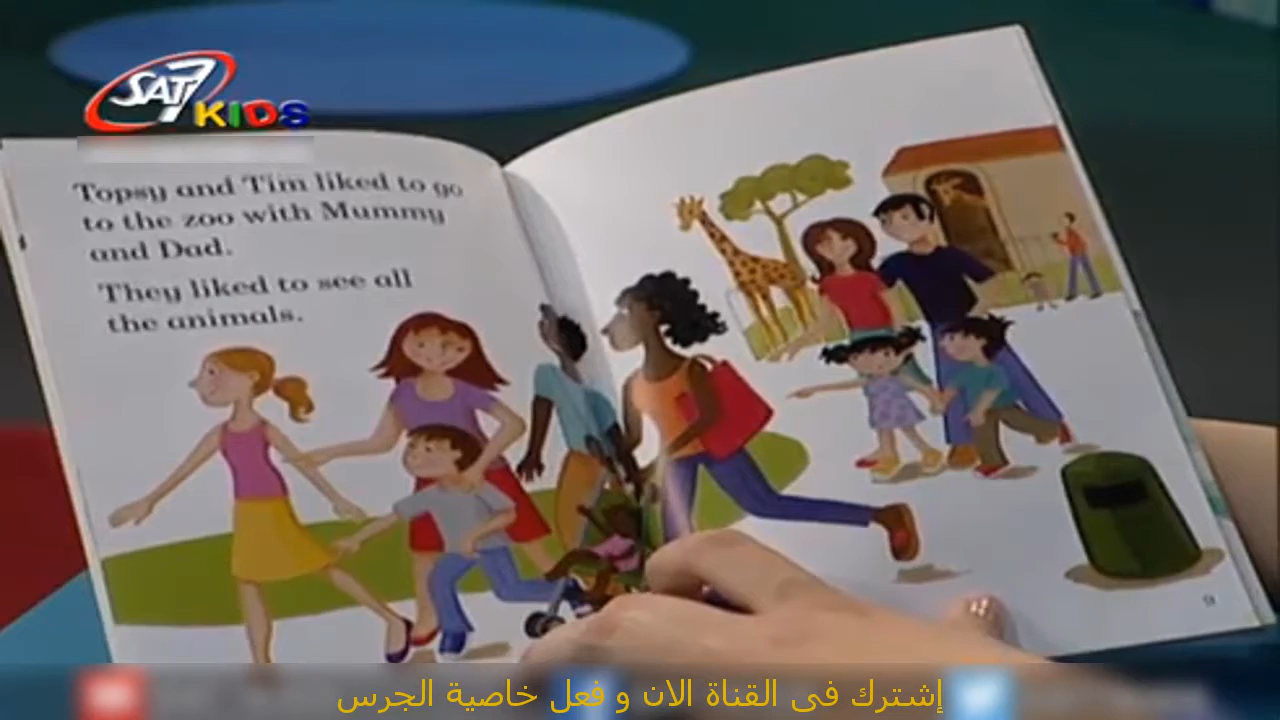 SAT7
KIDS
Topsy and Tim liked to go
to the zoo with Mummy
and Dad.
They liked to see all
the animals.
9
إشترك فى القناة الان و فعل خاصية الجرس